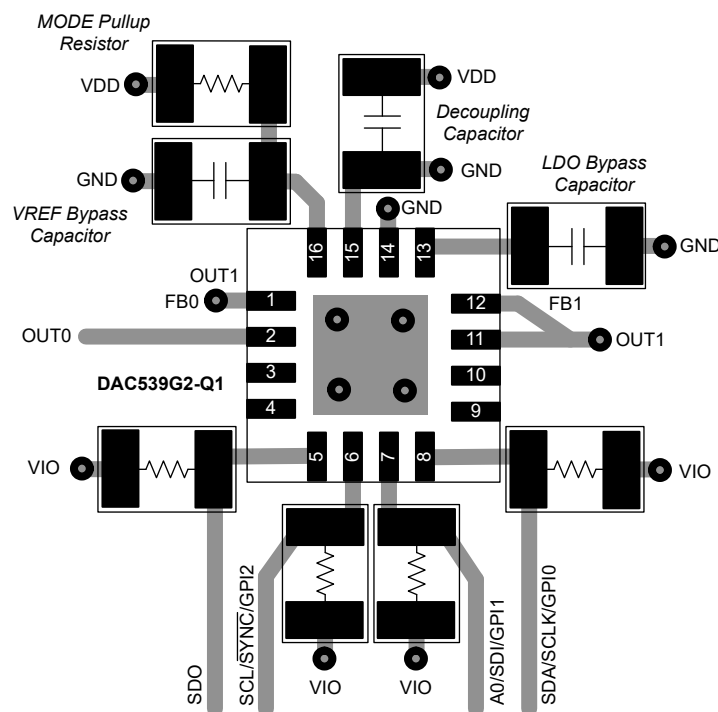 MODE Pullup
Resistor
VDD
VDD
Decoupling
Capacitor
GND
GND
LDO Bypass
Capacitor
VREF Bypass
Capacitor
GND
GND
16
15
14
13
OUT1
FB0
1
12
FB1
OUT0
2
11
OUT1
3
10
DAC539G2-Q1
4
9
5
6
7
8
VIO
VIO
SDO
SCL/SYNC/GPI2
VIO
VIO
A0/SDI/GPI1
SDA/SCLK/GPI0